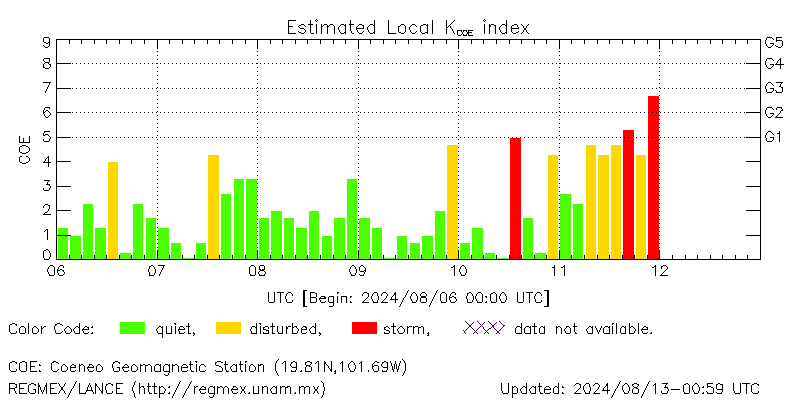 Estimated Local KCOE index
COE
9
8
7
6
5
4
3
2
1
0
G5
G4
G3
G2
G1
06 07 08 09 10 11 12
UTC [Begin: 2024/08/06 00:00 UTC]
Color Code: quiet, disturbed, storm, data not available.
COE: Coeneo Geomagnetic Station (19.81N,101.69W)
REGMEX/LANCE (http://regmex.unam.mx) Updated: 2024/08/13-00:59 UTC